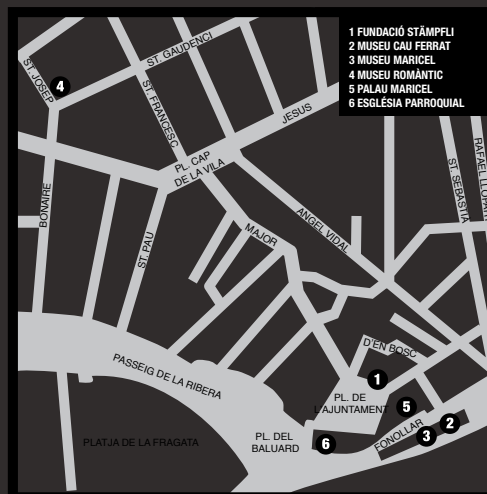 1 FUNDACIÓ STÄMPFLI
2 MUSEU CAU FERRAT
3 MUSEU MARICEL
4 MUSEU ROMÀNTIC
5 PALAU MARICEL
6 ESGLÉSIA PARROQUIAL
ST. GAUDENCI
ST. JOSEP
4
ST. FRANCESC
JESUS
PL. CAP
DE LA VILA
ST. SEBASTIA
RAFAEL LLOPART
BONAIRE
ST. PAU
MAJOR
ANGEL VIDAL
D'EN BOSC
PASSEIG DE LA RIBERA
1
PL. DE
L'AJUNTAMENT
5
2
3
FONOLLAR
PL. DEL
BALUARD
6
PLATJA DE LA FRAGATA